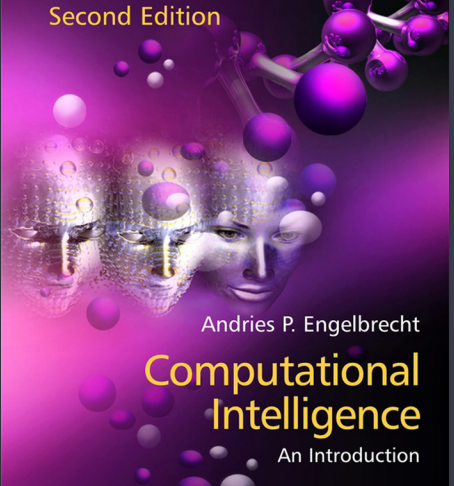 Second Edition
Andries P. Engelbrecht
Computational
Intelligence
An Introduction